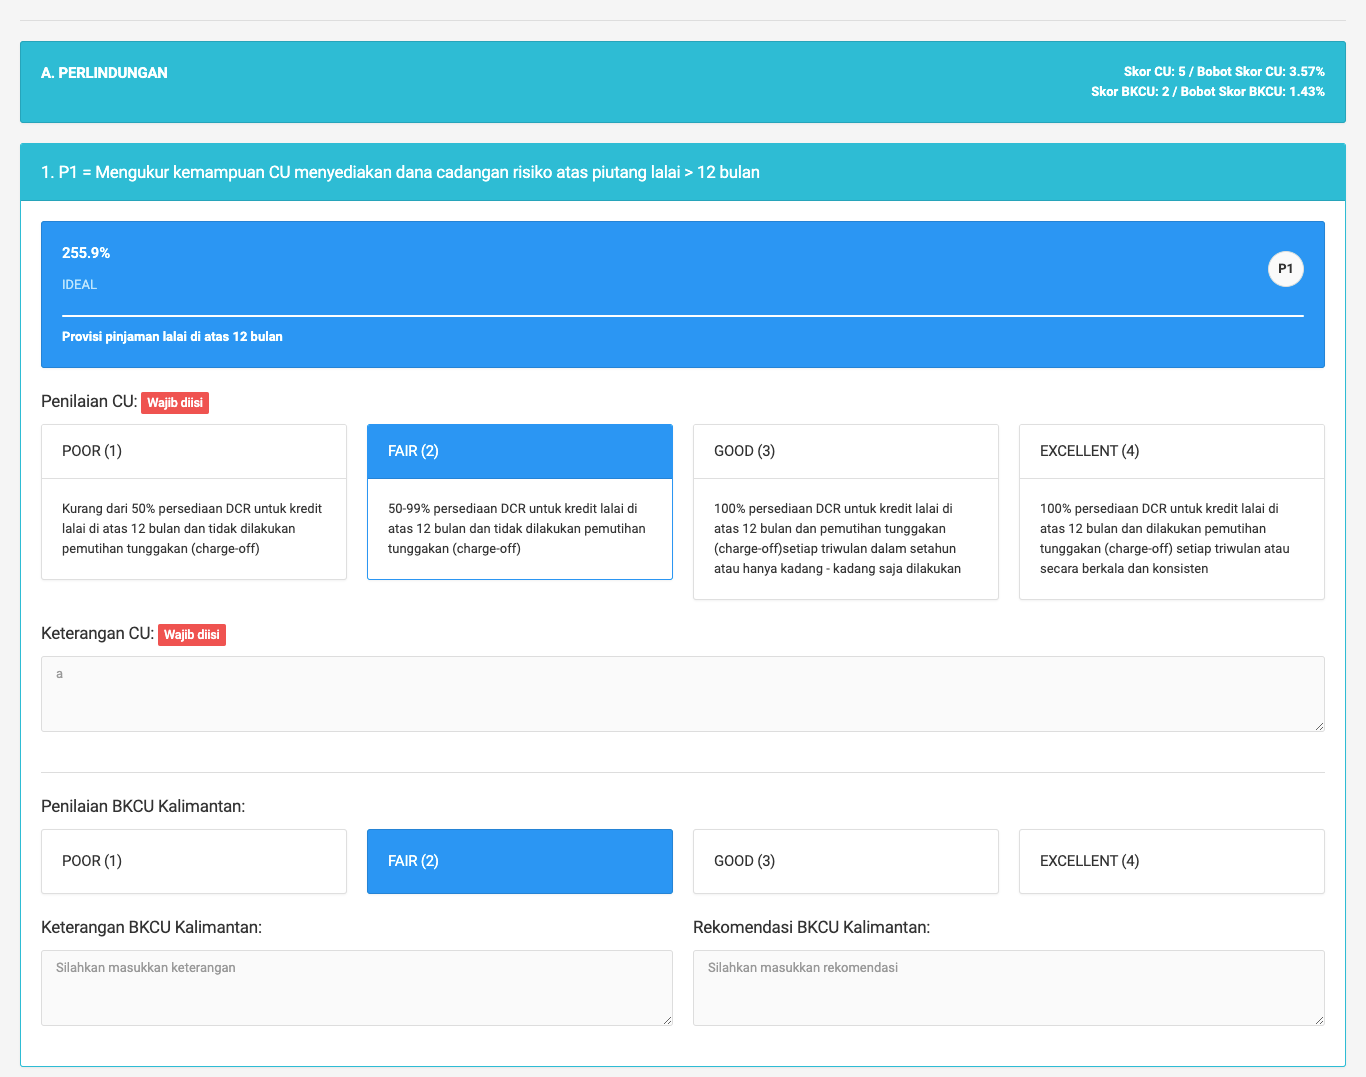 A. PERLINDUNGAN
Skor CU: 5 / Bobot Skor CU: 3.57%
Skor BKCU: 2 / Bobot Skor BKCU: 1.43%
1. P1 = Mengukur kemampuan CU menyediakan dana cadangan risiko atas piutang lalai > 12 bulan
255.9%
IDEAL
P1
Provisi pinjaman lalai di atas 12 bulan
Penilaian CU: Wajib diisi
POOR (1)
Kurang dari 50% persediaan DCR untuk kredit
lalai di atas 12 bulan dan tidak dilakukan
pemutihan tunggakan (charge-off)
FAIR (2)
50-99% persediaan DCR untuk kredit lalai di
atas 12 bulan dan tidak dilakukan pemutihan
tunggakan (charge-off)
GOOD (3)
100% persediaan DCR untuk kredit lalai di
atas 12 bulan dan pemutihan tunggakan
(charge-off)setiap triwulan dalam setahun
atau hanya kadang - kadang saja dilakukan
EXCELLENT (4)
100% persediaan DCR untuk kredit lalai di
atas 12 bulan dan dilakukan pemutihan
tunggakan (charge-off) setiap triwulan atau
secara berkala dan konsisten
Keterangan CU: Wajib diisi
a
Penilaian BKCU Kalimantan:
POOR (1)
FAIR (2)
GOOD (3)
EXCELLENT (4)
Keterangan BKCU Kalimantan:
Silahkan masukkan keterangan
Rekomendasi BKCU Kalimantan:
Silahkan masukkan rekomendasi